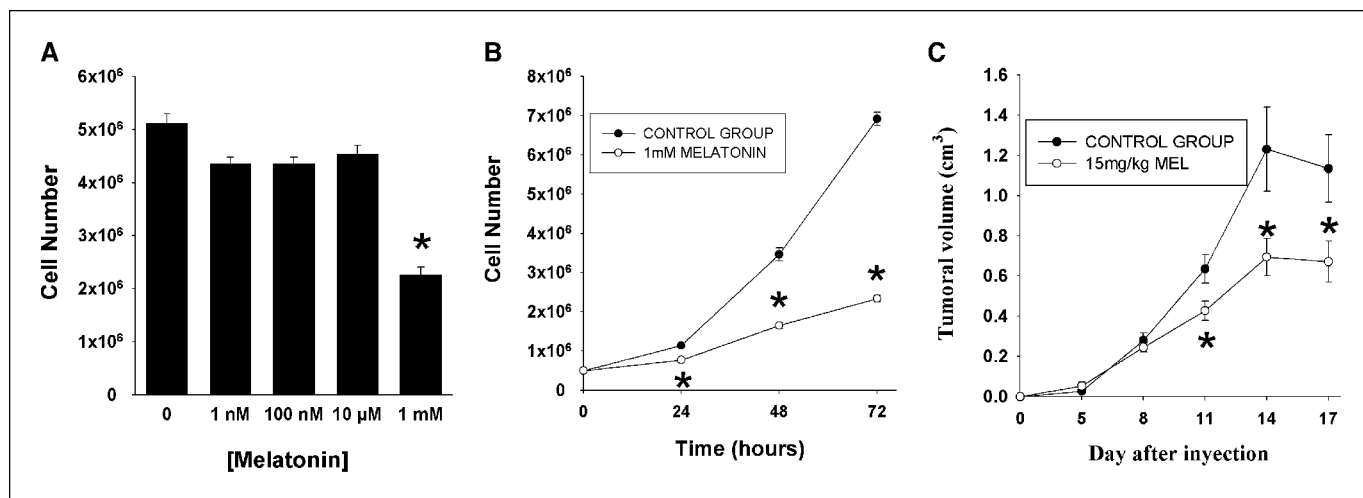 A
6x10⁶
5x10⁶
4x10⁶
3x10⁶
2x10⁶
1x10⁶
0
Cell Number
*
0 1 nM 100 nM 10 µM 1 mM
[Melatonin]
B
8x10⁶
7x10⁶
6x10⁶
5x10⁶
4x10⁶
3x10⁶
2x10⁶
1x10⁶
0
Cell Number
CONTROL GROUP
1mM MELATONIN
*
*
*
0 24 48 72
Time (hours)
C
1.6
1.4
1.2
1.0
0.8
0.6
0.4
0.2
0.0
Tumoral volume (cm³)
CONTROL GROUP
15mg/kg MEL
*
*
*
0 5 8 11 14 17
Day after inyection